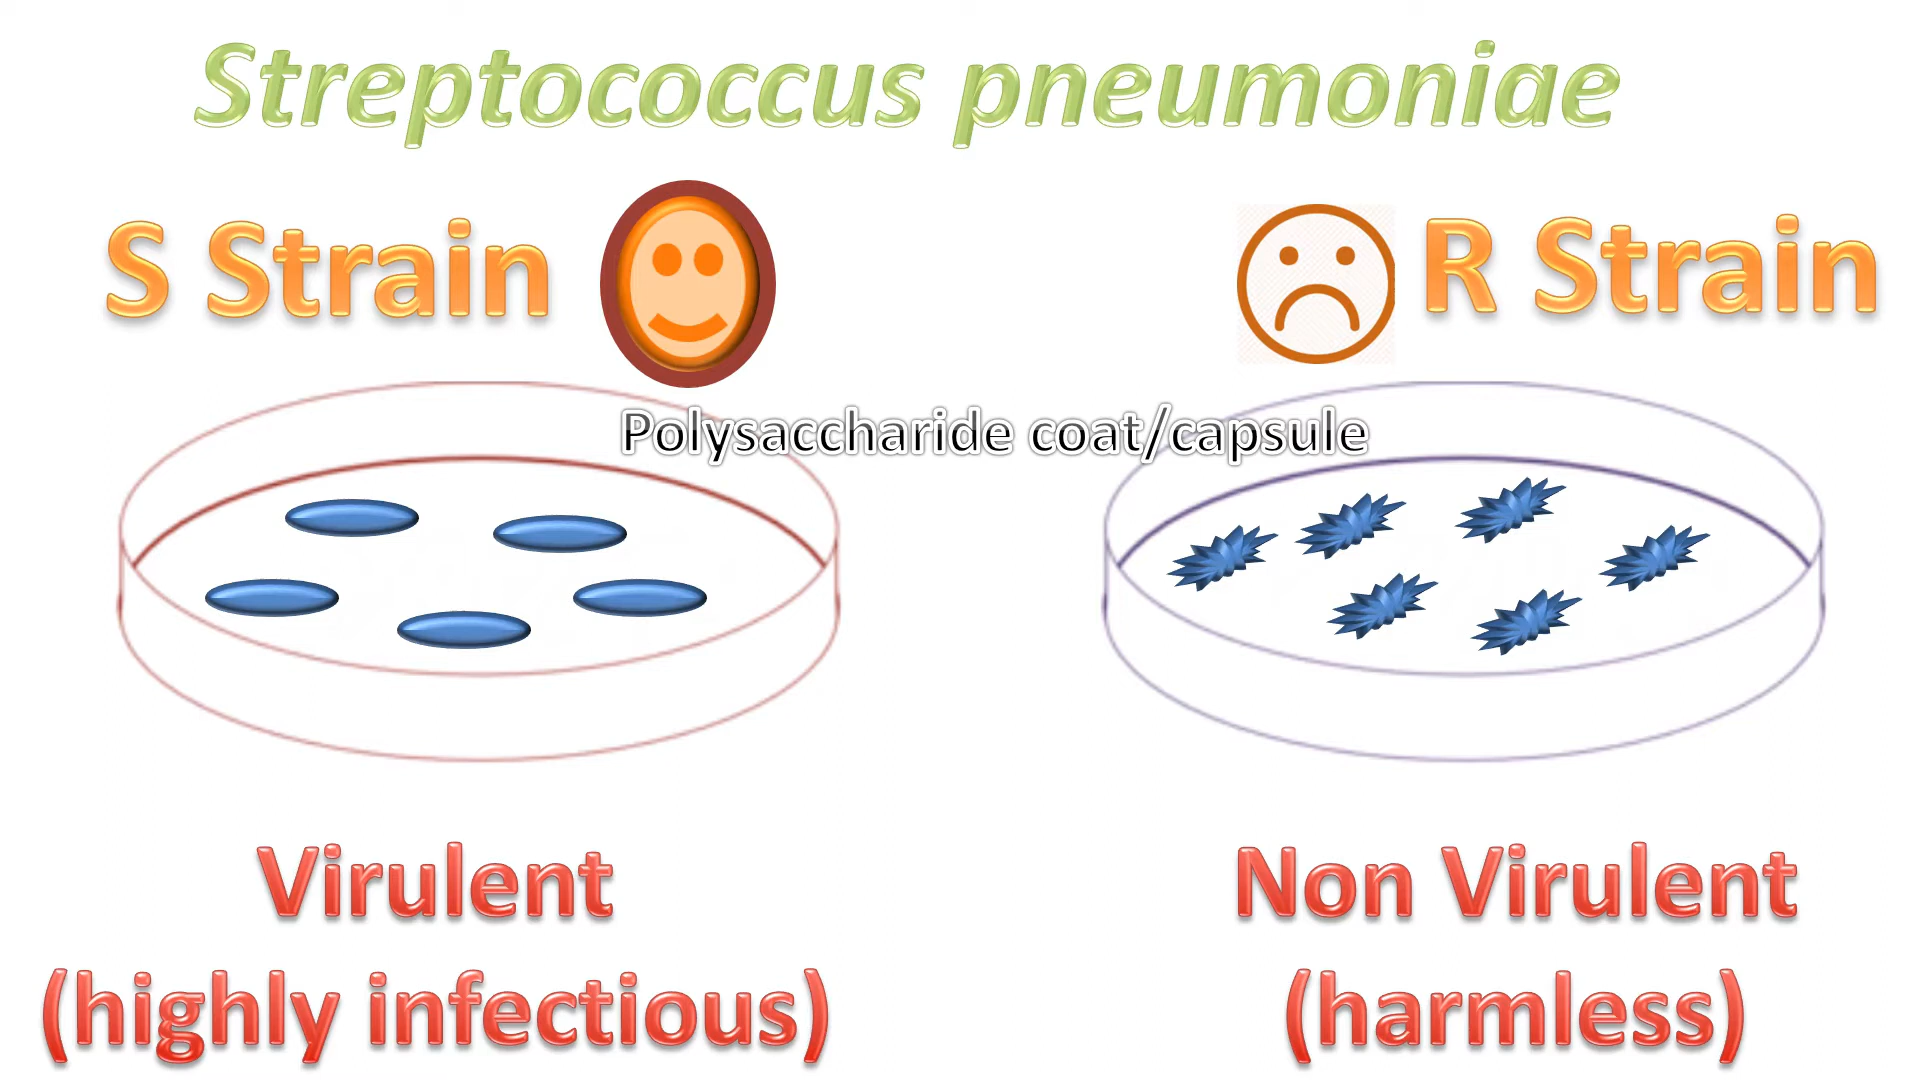 Streptococcus pneumoniae
S Strain
R Strain
Polysaccharide coat/capsule
Virulent
(highly infectious)
Non Virulent
(harmless)